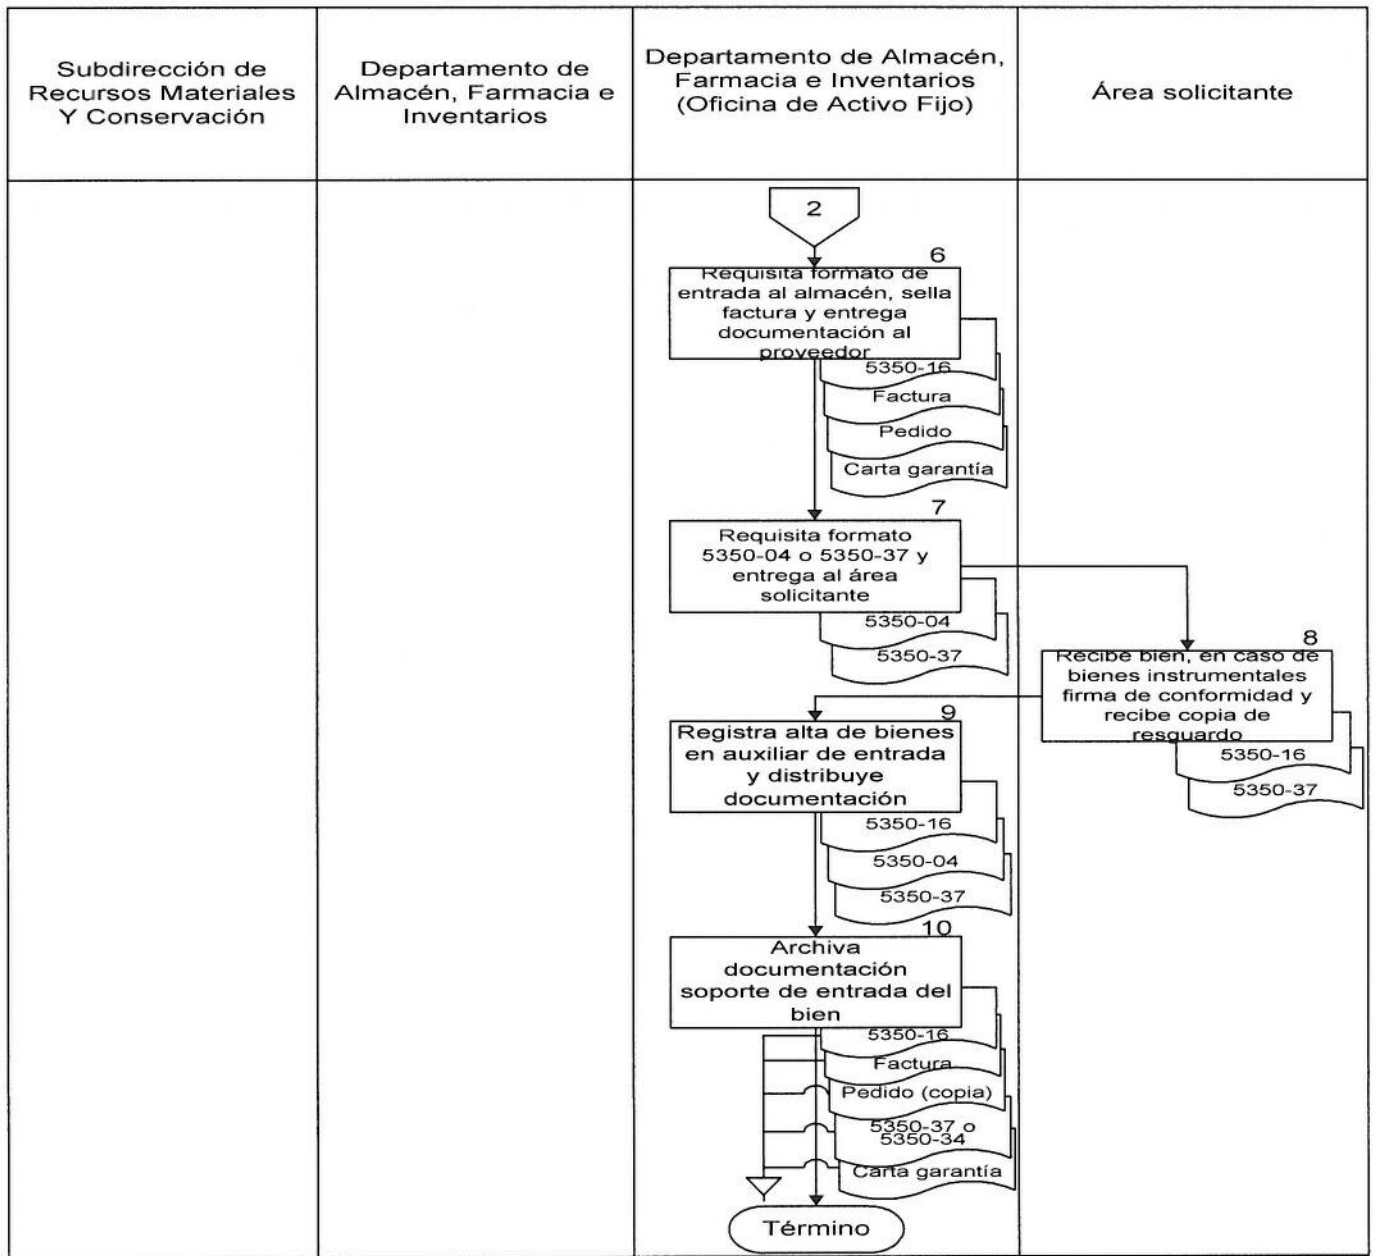 Subdirección de
Recursos Materiales
Y Conservación
Departamento de
Almacén, Farmacia e
Inventarios
Departamento de Almacén,
Farmacia e Inventarios
(Oficina de Activo Fijo)
Área solicitante
2
6
Requisita formato de
entrada al almacén, sella
factura y entrega
documentación al
proveedor
5350-16
Factura
Pedido
Carta garantía
7
Requisita formato
5350-04 o 5350-37 y
entrega al área
solicitante
5350-04
5350-37
8
Recibe bien, en caso de
bienes instrumentales
firma de conformidad y
recibe copia de
resguardo
5350-16
5350-37
9
Registra alta de bienes
en auxiliar de entrada
y distribuye
documentación
5350-16
5350-04
5350-37
10
Archiva
documentación
soporte de entrada del
bien
5350-16
Factura
Pedido (copia)
5350-37 o
5350-34
Carta garantía
Término